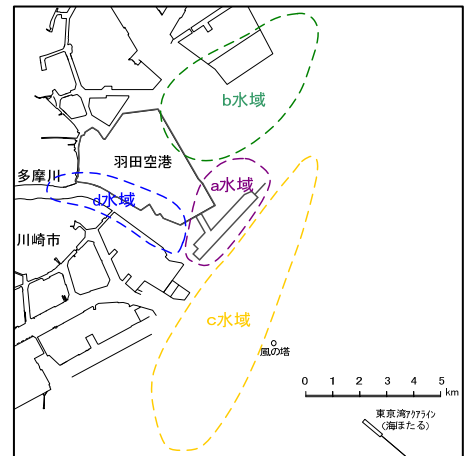 b水域
羽田空港
多摩川
a水域
d水域
川崎市
c水域
風の塔
0 1 2 3 4 5
km
東京湾アクアライン
(海ほたる)